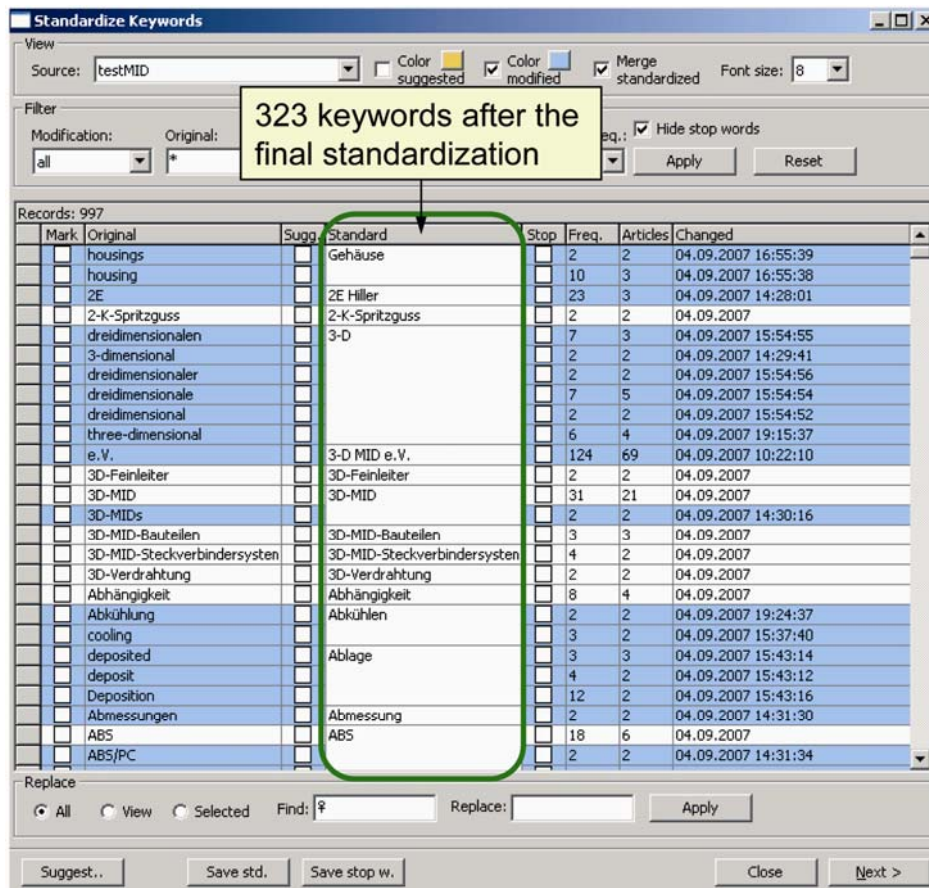 Standardize Keywords
View
Source: testMID Color suggested Color modified Merge standardized Font size: 8
323 keywords after the
final standardization
Filter
Modification: Original: eq.: Hide stop words
all * Apply Reset
Records: 997
Mark Original Sugg. Standard Stop Freq. Articles Changed
housings Gehäuse 2 2 04.09.2007 16:55:39
housing 10 3 04.09.2007 16:55:38
2E 2E Hiller 23 3 04.09.2007 14:28:01
2-K-Spritzguss 2-K-Spritzguss 2 2 04.09.2007
dreidimensionalen 3-D 7 3 04.09.2007 15:54:55
3-dimensional 2 2 04.09.2007 14:29:41
dreidimensionaler 2 2 04.09.2007 15:54:56
dreidimensionale 7 5 04.09.2007 15:54:54
dreidimensional 2 2 04.09.2007 15:54:52
three-dimensional 6 4 04.09.2007 19:15:37
e.V. 3-D MID e.V. 124 69 04.09.2007 10:22:10
3D-Feinleiter 3D-Feinleiter 2 2 04.09.2007
3D-MID 3D-MID 31 21 04.09.2007
3D-MIDs 2 2 04.09.2007 14:30:16
3D-MID-Bauteilen 3D-MID-Bauteilen 3 3 04.09.2007
3D-MID-Steckverbindersysten 3D-MID-Steckverbindersysten 4 2 04.09.2007
3D-Verdrahtung 3D-Verdrahtung 2 2 04.09.2007
Abhängigkeit Abhängigkeit 8 4 04.09.2007
Abkühlung Abkühlen 2 2 04.09.2007 19:24:37
cooling 3 2 04.09.2007 15:37:40
deposited Ablage 3 3 04.09.2007 15:43:14
deposit 4 2 04.09.2007 15:43:12
Deposition 12 2 04.09.2007 15:43:16
Abmessungen Abmessung 2 2 04.09.2007 14:31:30
ABS ABS 18 6 04.09.2007
ABS/PC 2 2 04.09.2007 14:31:34
Replace
All View Selected Find: Replace: Apply
Suggest.. Save std. Save stop w. Close Next >